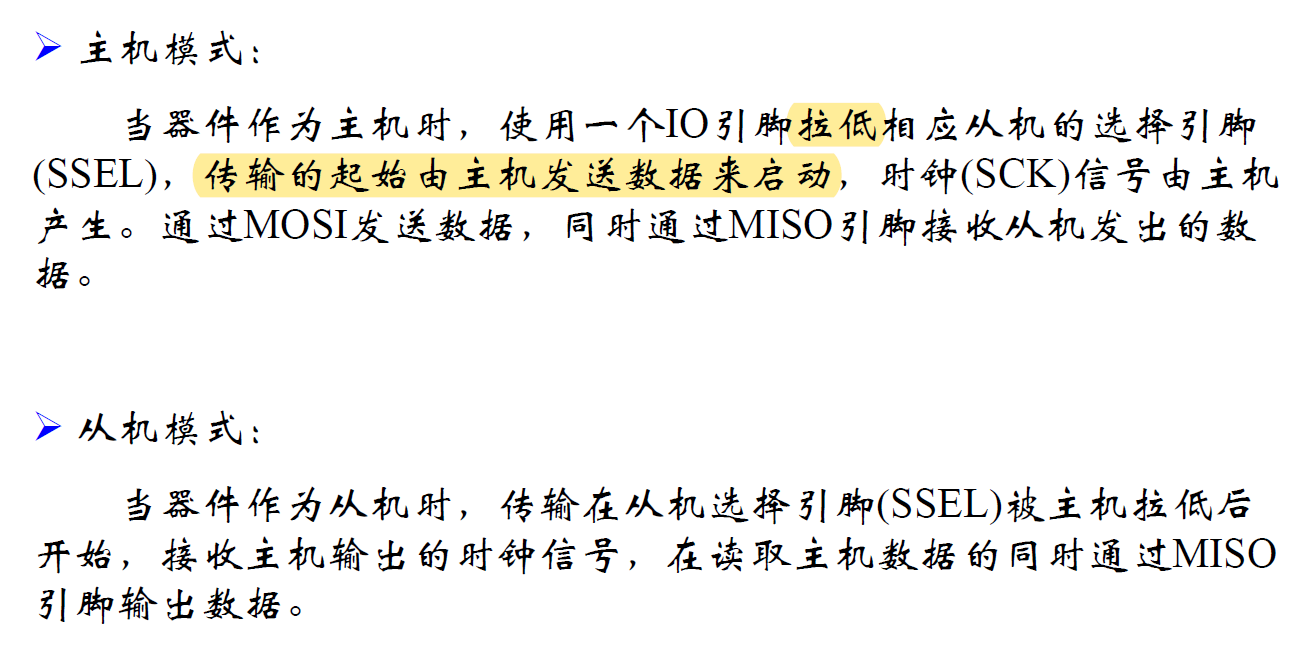 ➢ 主机模式：
当器件作为主机时，使用一个IO引脚拉低相应从机的选择引脚
(SSEL)，传输的起始由主机发送数据来启动，时钟(SCK)信号由主机
产生。通过MOSI发送数据，同时通过MISO引脚接收从机发出的数
据。
➢ 从机模式：
当器件作为从机时，传输在从机选择引脚(SSEL)被主机拉低后
开始，接收主机输出的时钟信号，在读取主机数据的同时通过MISO
引脚输出数据。